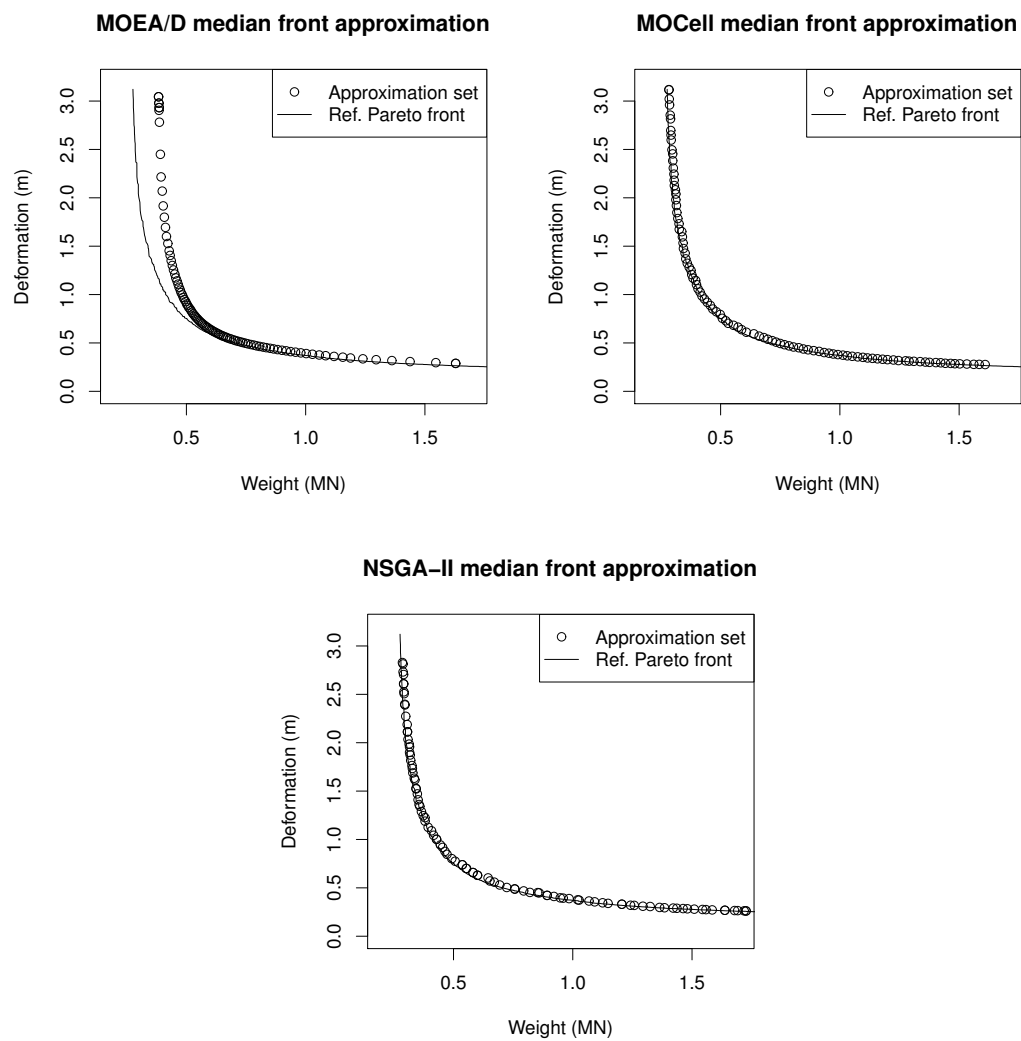 MOEA/D median front approximation
Approximation set
Ref. Pareto front
0.0
0.5
1.0
1.5
2.0
2.5
3.0
Deformation (m)
0.5
1.0
1.5
Weight (MN)
MOCell median front approximation
Approximation set
Ref. Pareto front
0.0
0.5
1.0
1.5
2.0
2.5
3.0
Deformation (m)
0.5
1.0
1.5
Weight (MN)
NSGA−II median front approximation
Approximation set
Ref. Pareto front
0.0
0.5
1.0
1.5
2.0
2.5
3.0
Deformation (m)
0.5
1.0
1.5
Weight (MN)